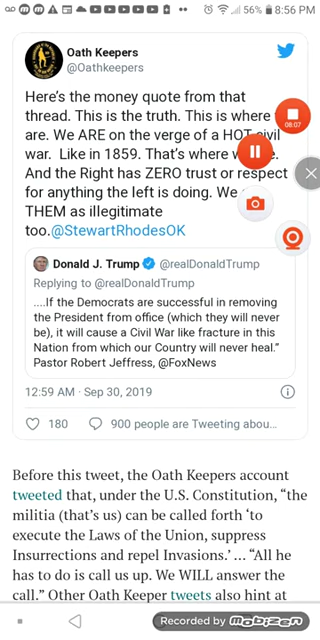 56% 8:56 PM
Oath Keepers
@Oathkeepers
Here's the money quote from that
thread. This is the truth. This is where
are. We ARE on the verge of a HOT civil
war. Like in 1859. That's where
And the Right has ZERO trust or respect
for anything the left is doing. We
THEM as illegitimate
too.@StewartRhodesOK
08:07
Donald J. Trump @realDonaldTrump
Replying to @realDonaldTrump
....If the Democrats are successful in removing
the President from office (which they will never
be), it will cause a Civil War like fracture in this
Nation from which our Country will never heal."
Pastor Robert Jeffress, @FoxNews
12:59 AM · Sep 30, 2019
180 900 people are Tweeting abou...
Before this tweet, the Oath Keepers account
tweeted that, under the U.S. Constitution, "the
militia (that's us) can be called forth 'to
execute the Laws of the Union, suppress
Insurrections and repel Invasions.' … "All he
has to do is call us up. We WILL answer the
call." Other Oath Keeper tweets also hint at
Recorded by mobizen